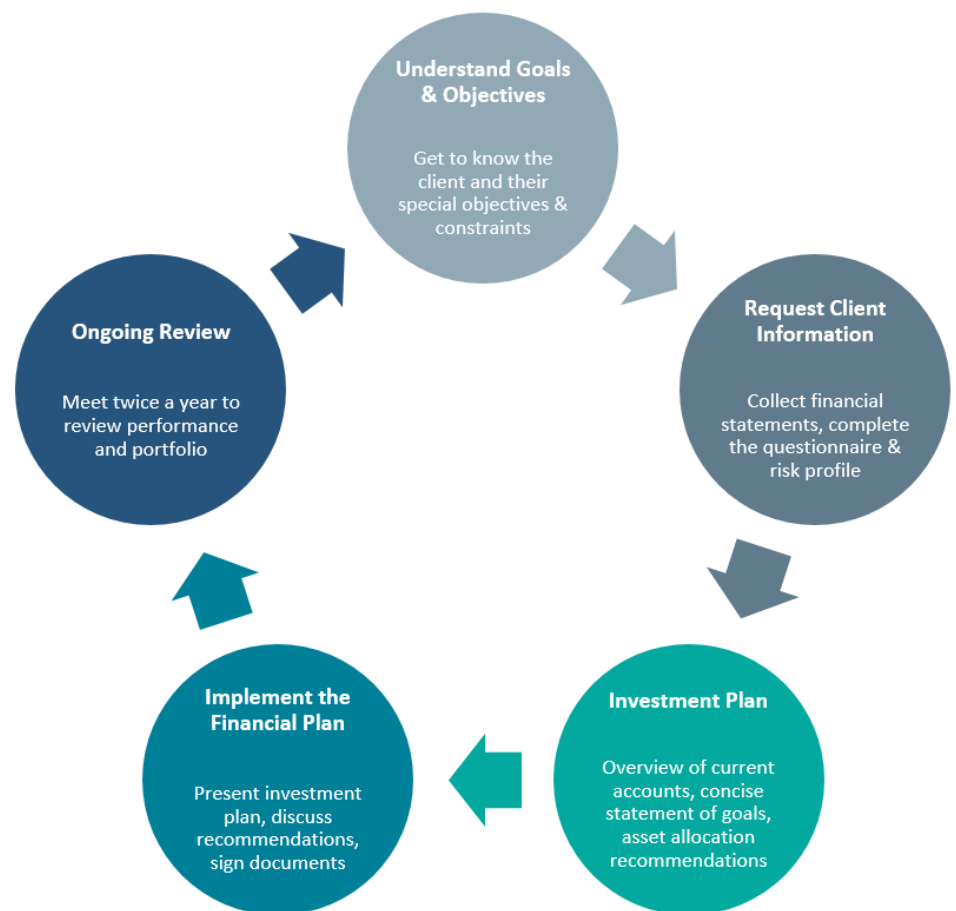 Understand Goals
& Objectives
Get to know the
client and their
special objectives &
constraints
Request Client
Information
Collect financial
statements, complete
the questionnaire &
risk profile
Investment Plan
Overview of current
accounts, concise
statement of goals,
asset allocation
recommendations
Implement the
Financial Plan
Present investment
plan, discuss
recommendations,
sign documents
Ongoing Review
Meet twice a year to
review performance
and portfolio